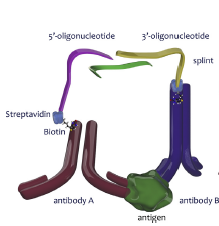 5'-oligonucleotide
3'-oligonucleotide
splint
Streptavidin
Biotin
antibody A
antibody B
antigen